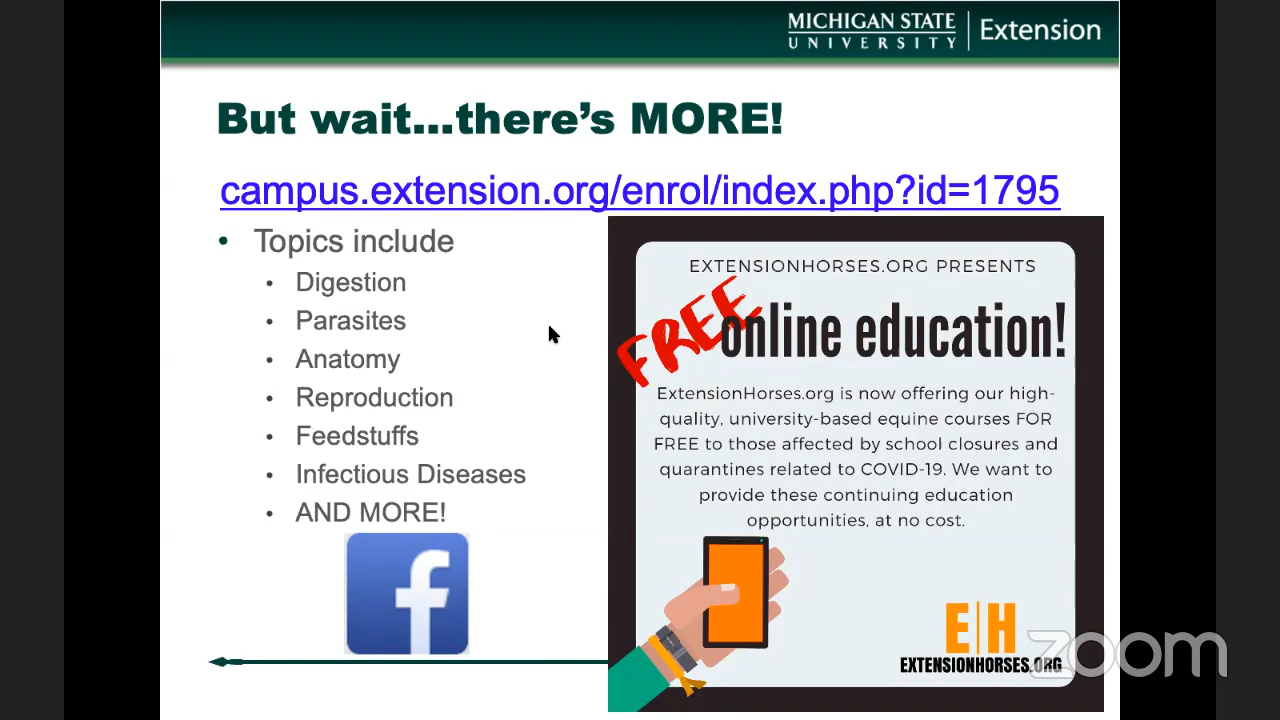 MICHIGAN STATE
UNIVERSITY
Extension
But wait...there's MORE!
campus.extension.org/enrol/index.php?id=1795
• Topics include
• Digestion
• Parasites
• Anatomy
• Reproduction
• Feedstuffs
• Infectious Diseases
• AND MORE!
f
EXTENSIONHORSES.ORG PRESENTS
FREE
online education!
ExtensionHorses.org is now offering our high-
quality, university-based equine courses FOR
FREE to those affected by school closures and
quarantines related to COVID-19. We want to
provide these continuing education
opportunities, at no cost.
E|H
EXTENSIONHORSES.ORG
zoom